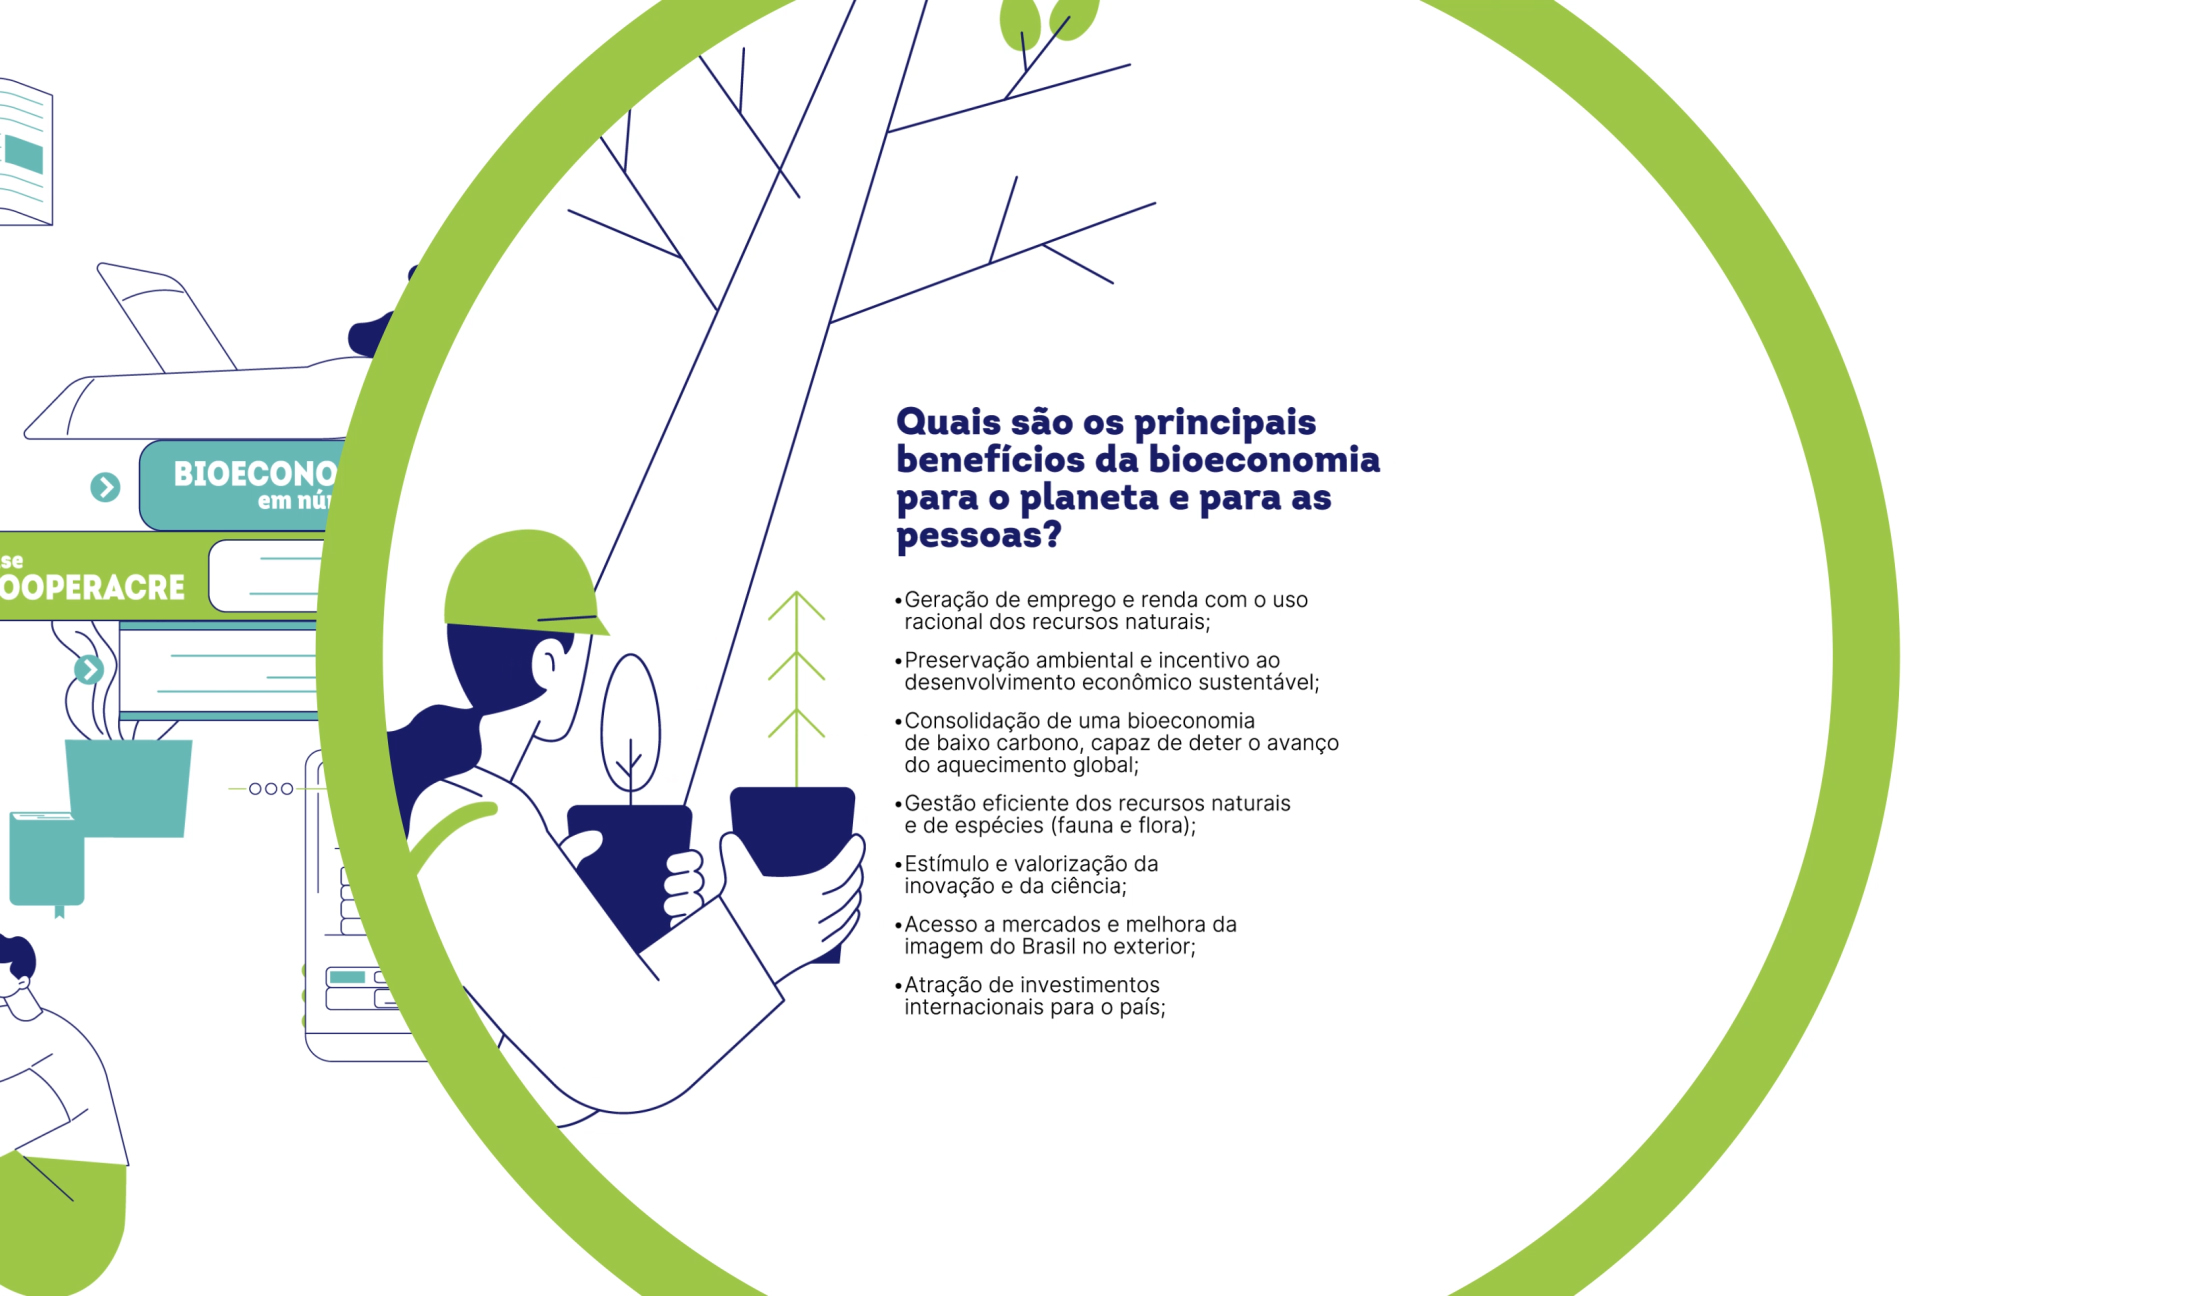 BIOECONO
em nú
se
OOPERACRE
Quais são os principais
benefícios da bioeconomia
para o planeta e para as
pessoas?
•Geração de emprego e renda com o uso
racional dos recursos naturais;
•Preservação ambiental e incentivo ao
desenvolvimento econômico sustentável;
•Consolidação de uma bioeconomia
de baixo carbono, capaz de deter o avanço
do aquecimento global;
•Gestão eficiente dos recursos naturais
e de espécies (fauna e flora);
•Estímulo e valorização da
inovação e da ciência;
•Acesso a mercados e melhora da
imagem do Brasil no exterior;
•Atração de investimentos
internacionais para o país;